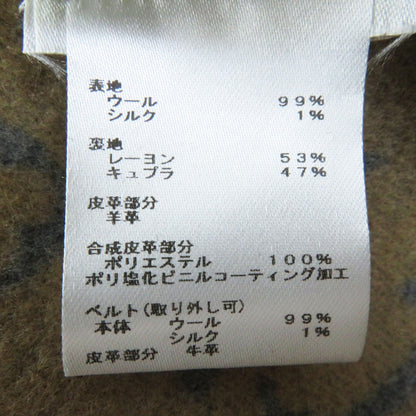 表地
ウール 99%
シルク 1%
裏地
レーヨン 53%
キュプラ 47%
皮革部分
羊革
合成皮革部分
ポリエステル 100%
ポリ塩化ビニルコーティング加工
ベルト(取り外し可)
本体 ウール 99%
シルク 1%
皮革部分 牛革